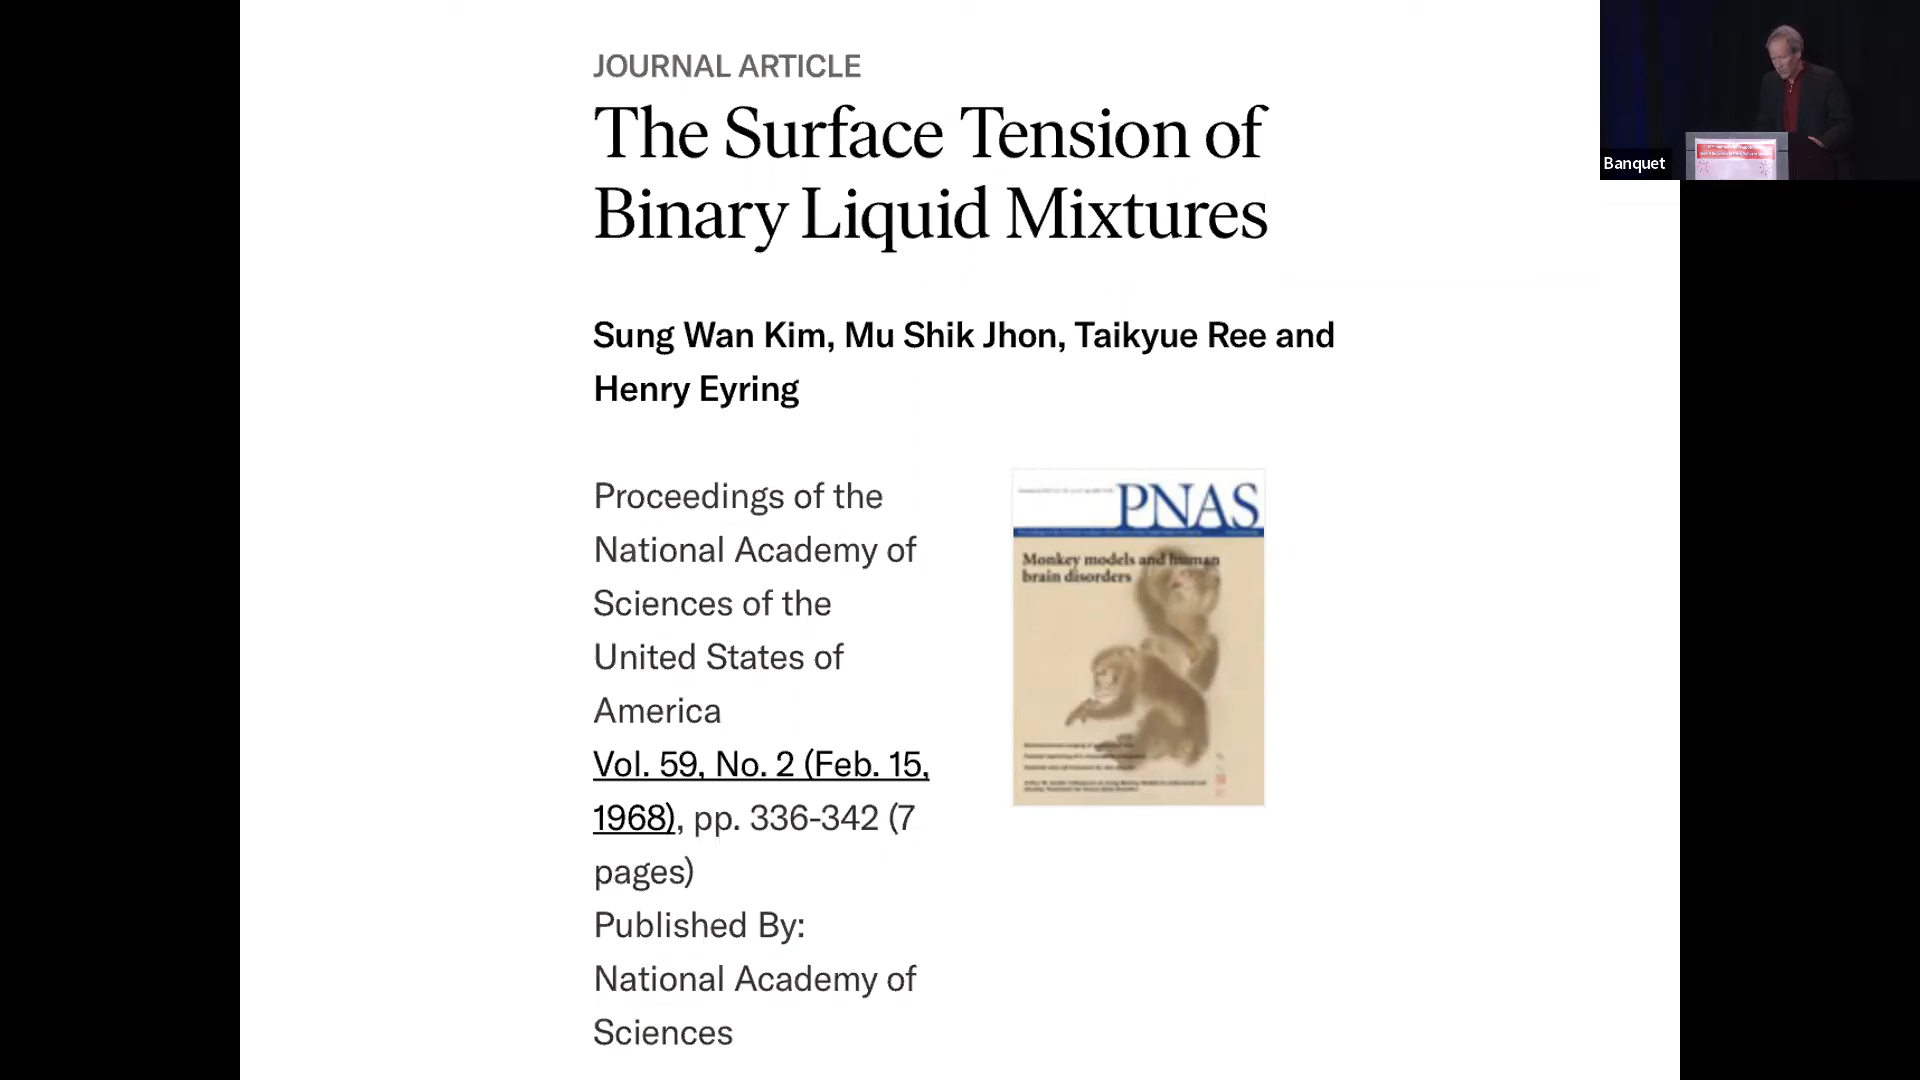 JOURNAL ARTICLE
The Surface Tension of
Binary Liquid Mixtures
Sung Wan Kim, Mu Shik Jhon, Taikyue Ree and
Henry Eyring
Proceedings of the
National Academy of
Sciences of the
United States of
America
Vol. 59, No. 2 (Feb. 15,
1968), pp. 336-342 (7
pages)
Published By:
National Academy of
Sciences
PNAS
Monkey models and human
brain disorders
Banquet